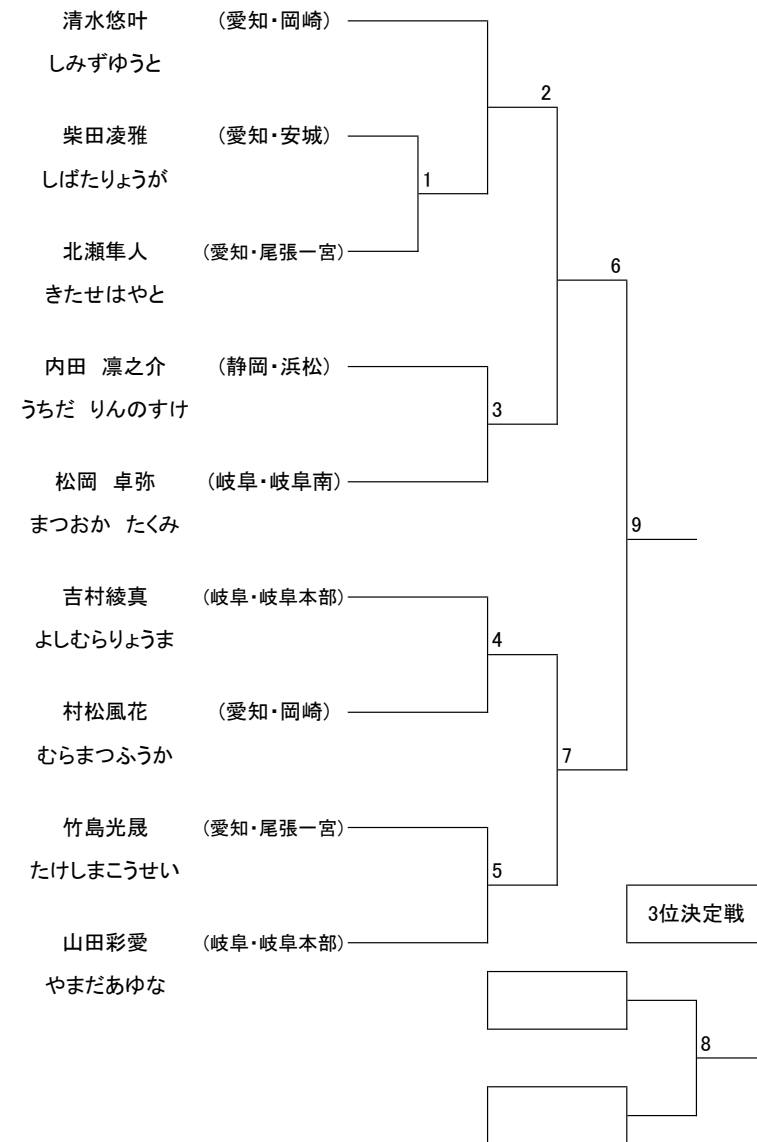 清水悠叶 (愛知・岡崎)
しみずゆうと
2
柴田凌雅 (愛知・安城)
しばたりょうが
1
北瀬隼人 (愛知・尾張一宮)
きたせはやと
6
内田 凛之介 (静岡・浜松)
うちだ りんのすけ
3
松岡 卓弥 (岐阜・岐阜南)
まつおか たくみ
9
吉村綾真 (岐阜・岐阜本部)
よしむらりょうま
4
村松風花 (愛知・岡崎)
むらまつふうか
7
竹島光晟 (愛知・尾張一宮)
たけしまこうせい
5
3位決定戦
山田彩愛 (岐阜・岐阜本部)
やまだあゆな
8